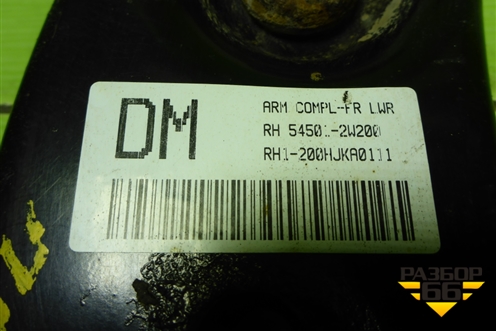 DM
ARM COMPL-FR LWR
RH 54501-2W200
RH1-200HJKA0111
РАЗБОР
66